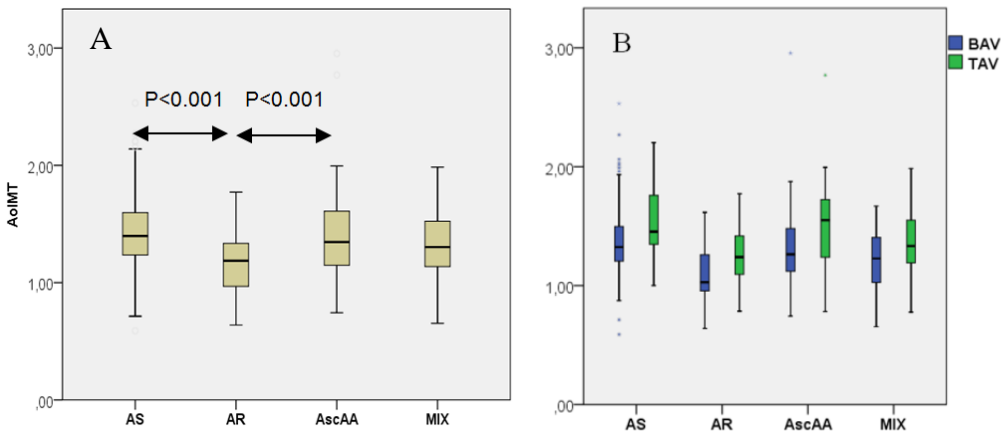 A
3,00
2,00
1,00
,00
AoIMT
P<0.001 P<0.001
AS AR AscAA MIX
B
3,00
2,00
1,00
,00
AS AR AscAA MIX
BAV
TAV